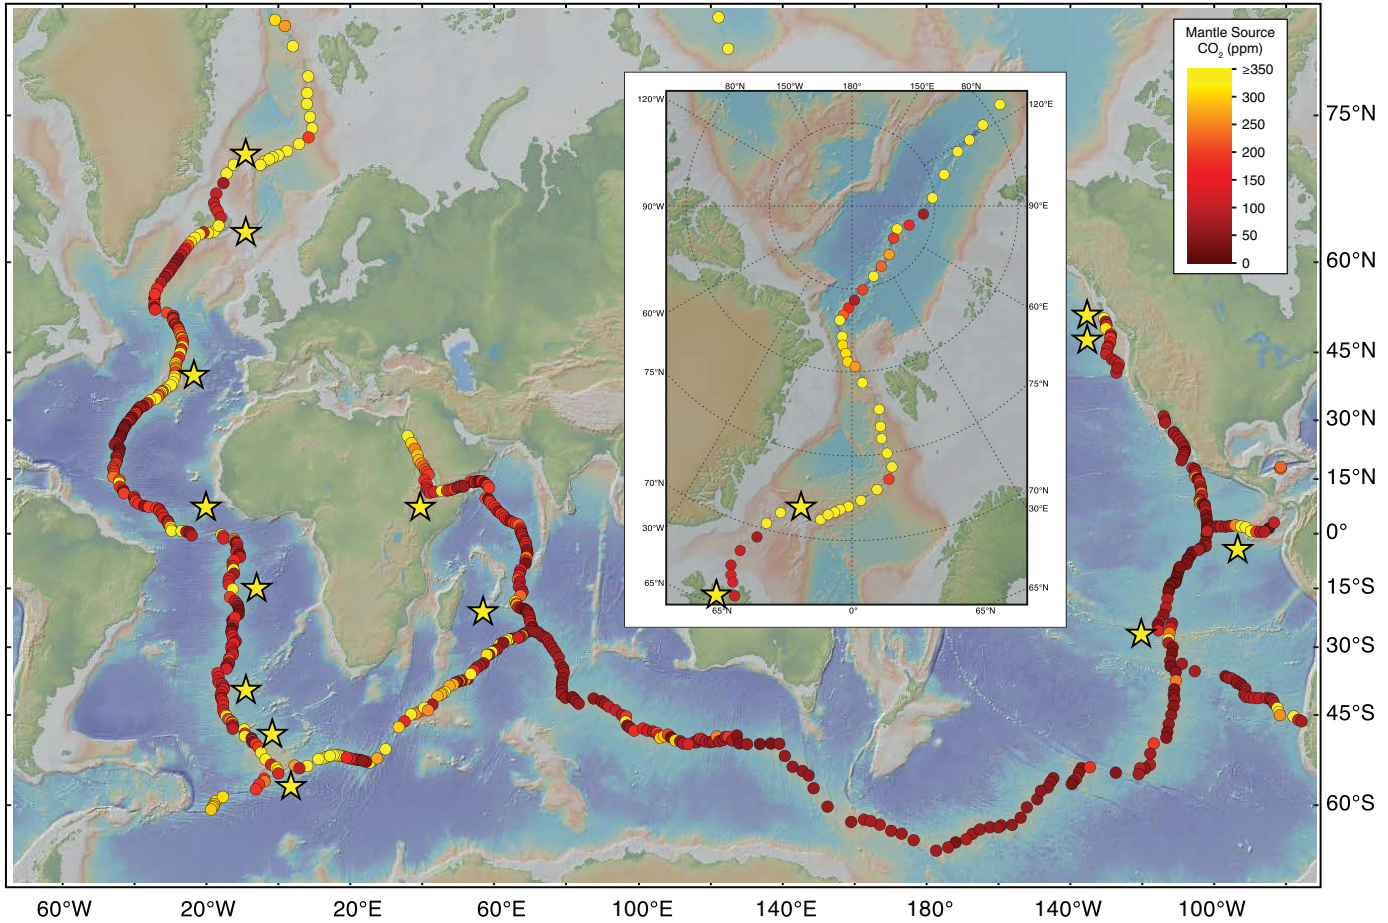 Mantle Source
CO₂ (ppm)
≥350
300
250
200
150
100
50
0
80°N
150°W
180°
150°E
80°N
120°W
120°E
90°W
90°E
60°W
60°E
75°W
75°N
70°W
70°N
30°W
30°E
65°W
65°N
65°N
0°
65°N
75°N
60°N
45°N
30°N
15°N
0°
15°S
30°S
45°S
60°S
60°W
20°W
20°E
60°E
100°E
140°E
180°
140°W
100°W